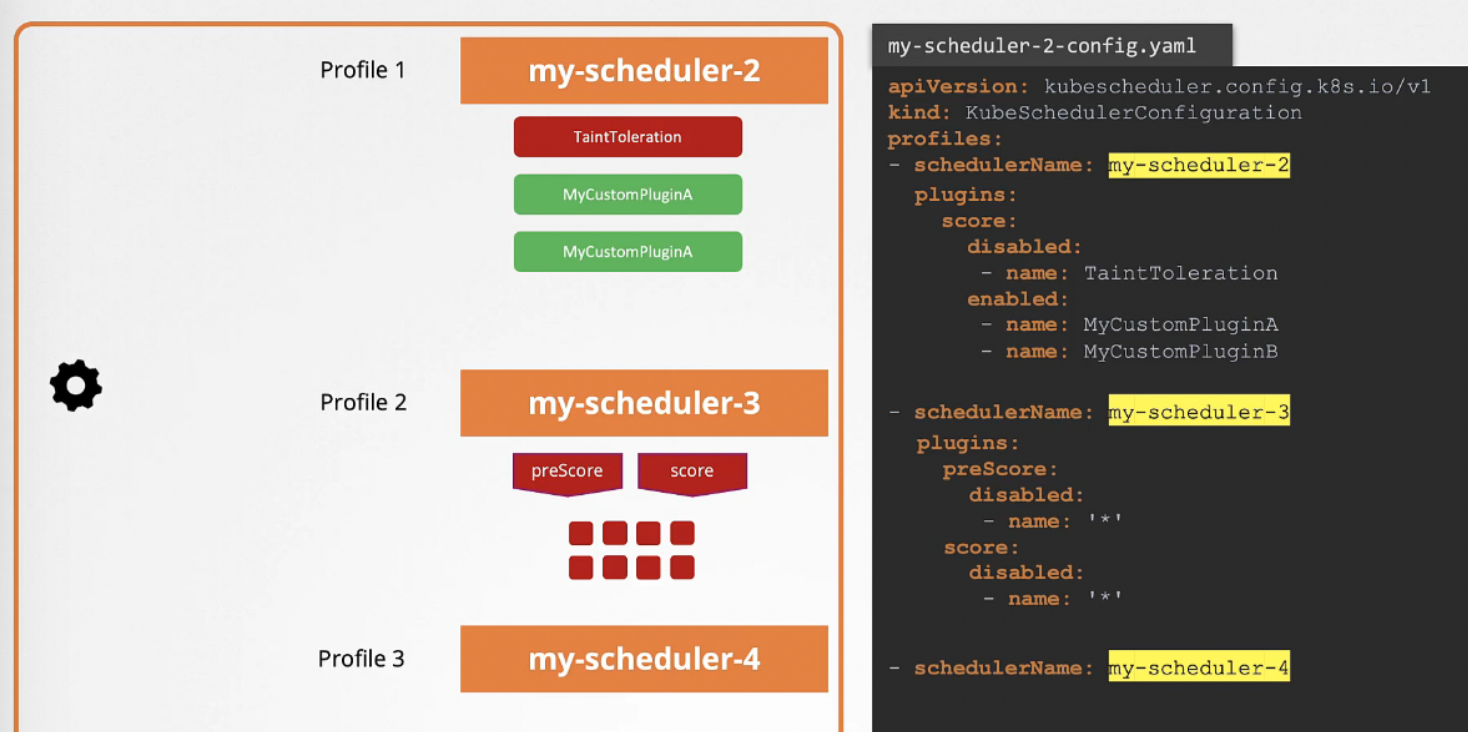 Profile 1
my-scheduler-2
TaintToleration
MyCustomPluginA
MyCustomPluginA
Profile 2
my-scheduler-3
preScore
score
Profile 3
my-scheduler-4
my-scheduler-2-config.yaml
apiVersion: kubescheduler.config.k8s.io/v1
kind: KubeSchedulerConfiguration
profiles:
- schedulerName: my-scheduler-2
  plugins:
    score:
      disabled:
       - name: TaintToleration
      enabled:
       - name: MyCustomPluginA
       - name: MyCustomPluginB
- schedulerName: my-scheduler-3
  plugins:
    preScore:
      disabled:
       - name: '*'
    score:
      disabled:
       - name: '*'
- schedulerName: my-scheduler-4